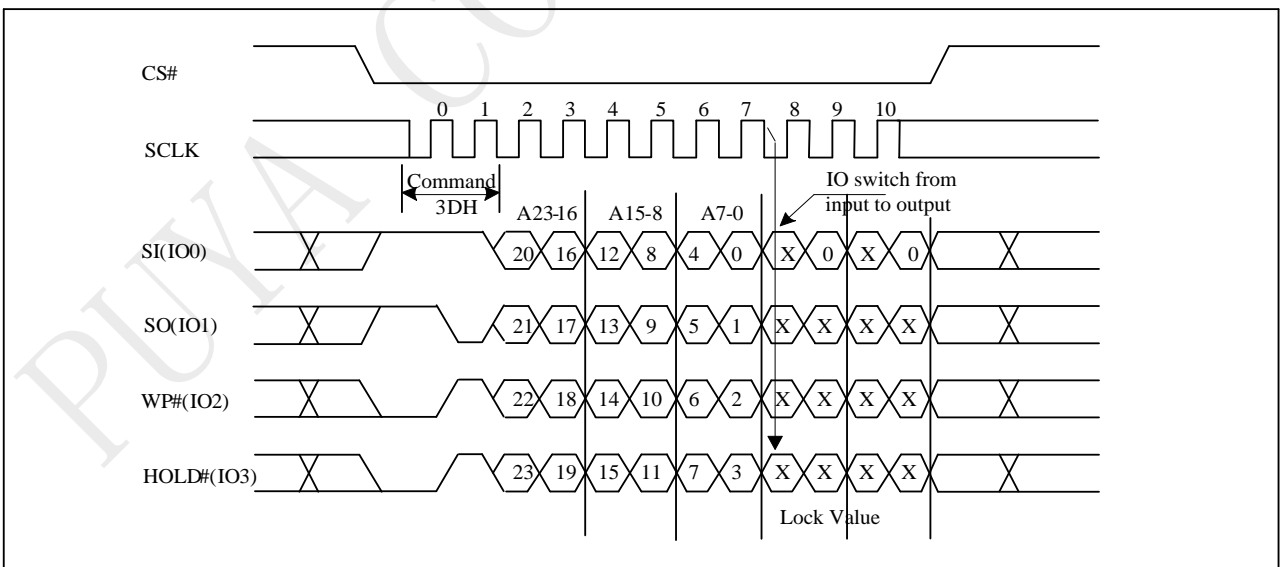 PUYA CO
CS#
0 1 2 3 4 5 6 7 8 9 10
SCLK
Command
3DH
IO switch from
input to output
A23-16 A15-8 A7-0
SI(IO0) 20 16 12 8 4 0 X 0 X 0
SO(IO1) 21 17 13 9 5 1 X X X X
WP#(IO2) 22 18 14 10 6 2 X X X X
HOLD#(IO3) 23 19 15 11 7 3 X X X X
Lock Value